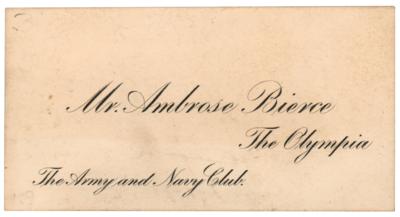 Mr. Ambrose Bierce
The Olympia
The Army and Navy Club.